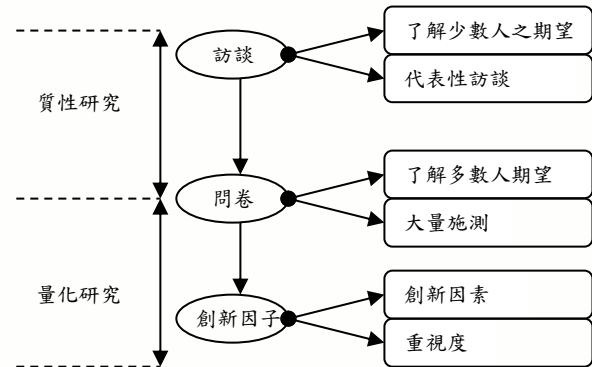 了解少數人之期望
訪談
代表性訪談
質性研究
了解多數人期望
問卷
大量施測
創新因素
量化研究
創新因子
重視度